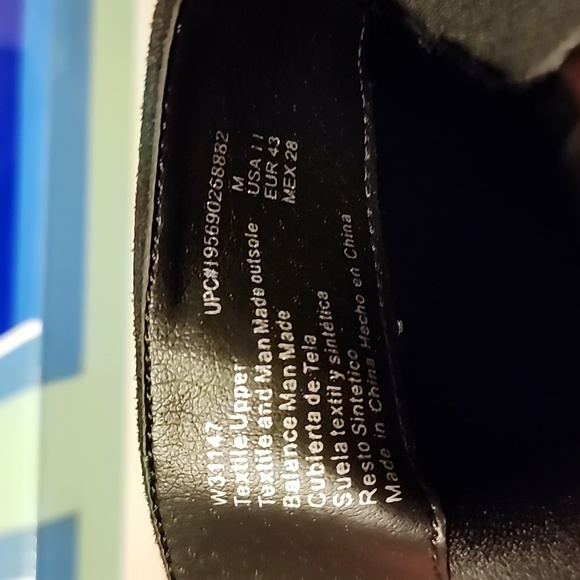 W31147 UPC#195690268882
Textile Upper M
Textile and Man Made outsole USA 11
Balance Man Made EUR 43
Cubierta de Tela MEX 28
Suela textil y sintética
Resto Sintetico
Made in China Hecho en China